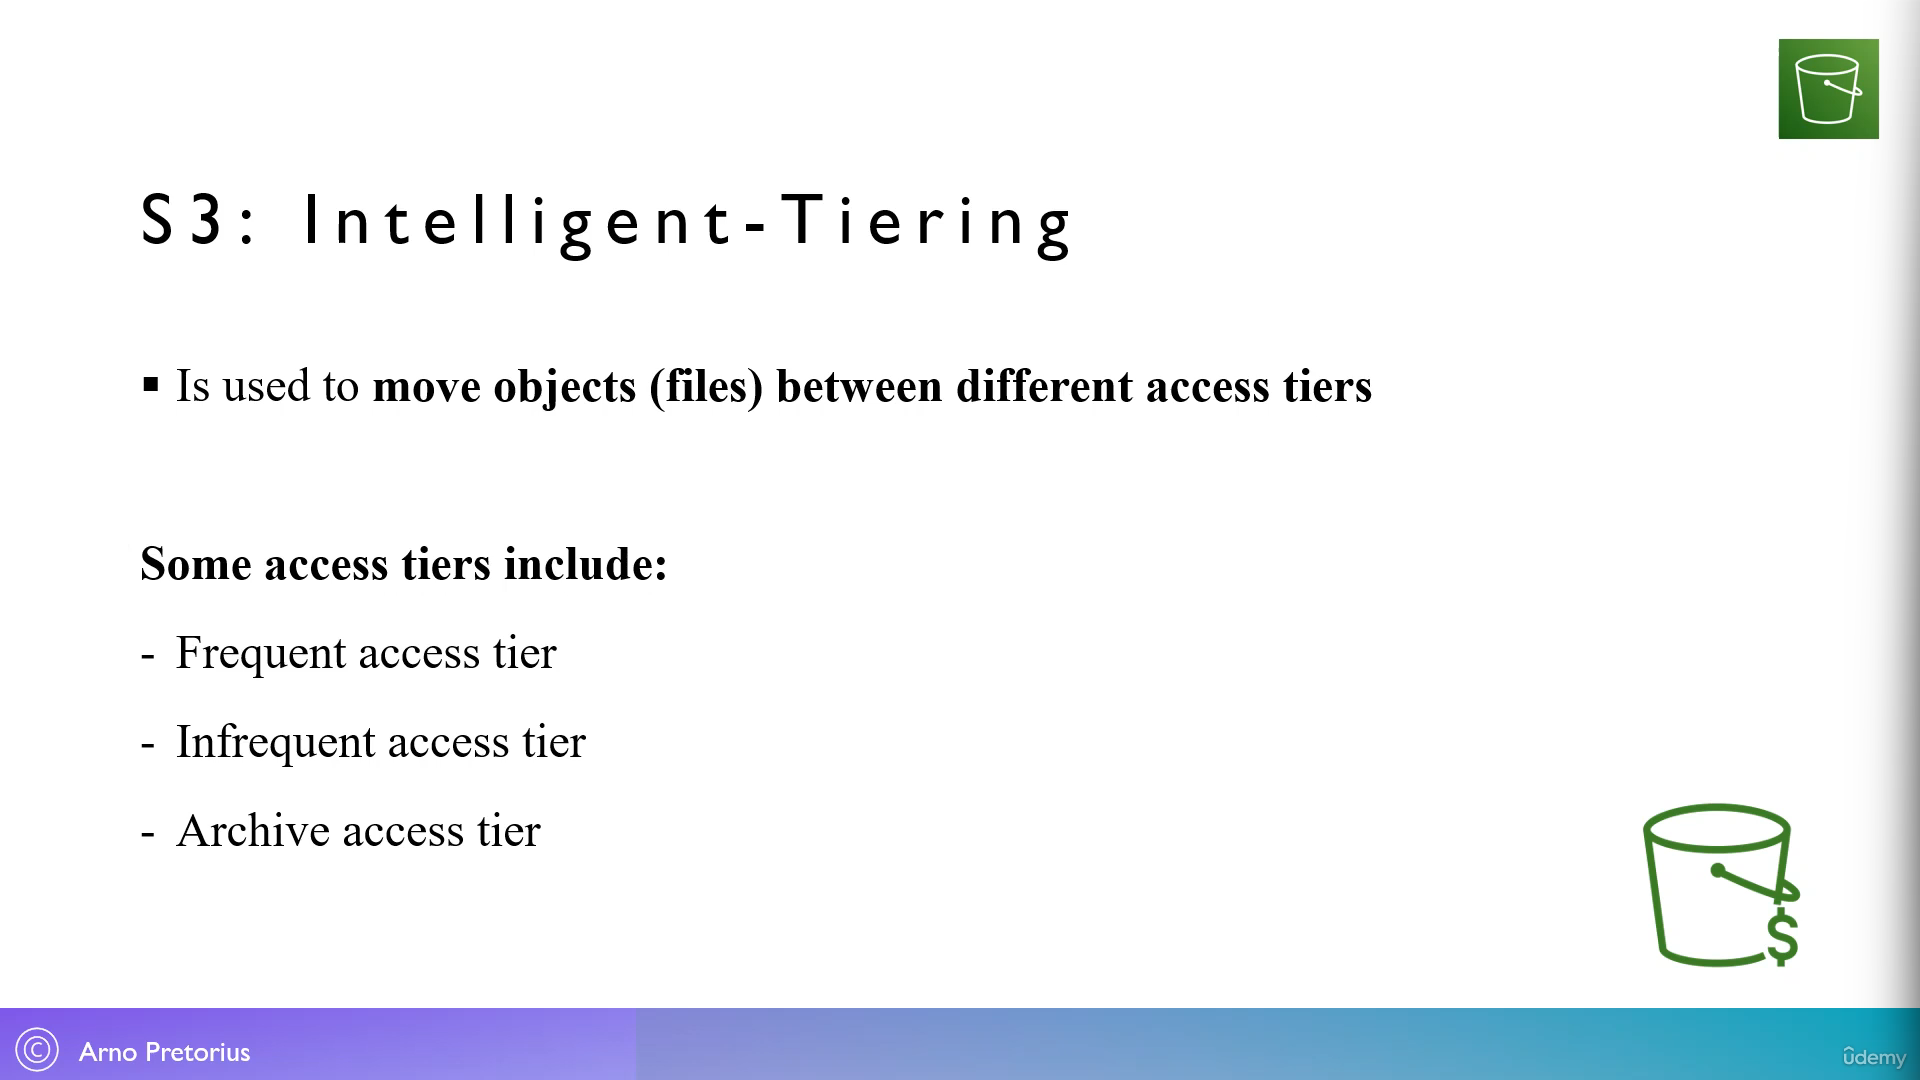 S3: Intelligent-Tiering
▪ Is used to move objects (files) between different access tiers
Some access tiers include:
- Frequent access tier
- Infrequent access tier
- Archive access tier
$
© Arno Pretorius
ûdemy